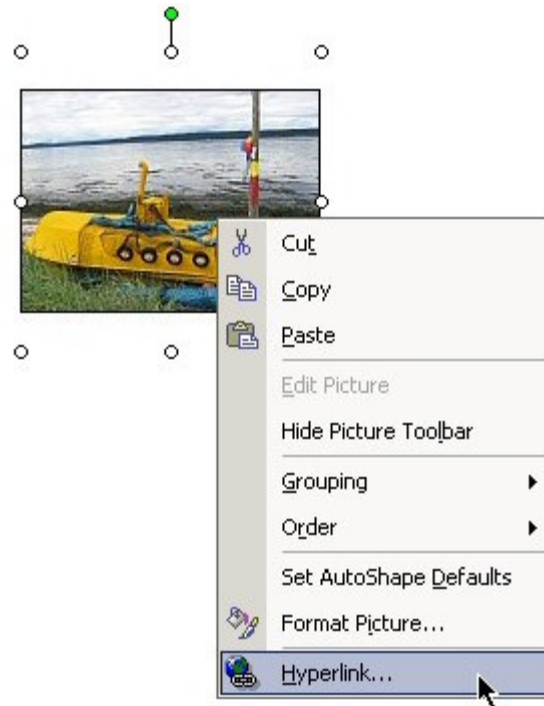 Cut
Copy
Paste
Edit Picture
Hide Picture Toolbar
Grouping
Order
Set AutoShape Defaults
Format Picture...
Hyperlink...